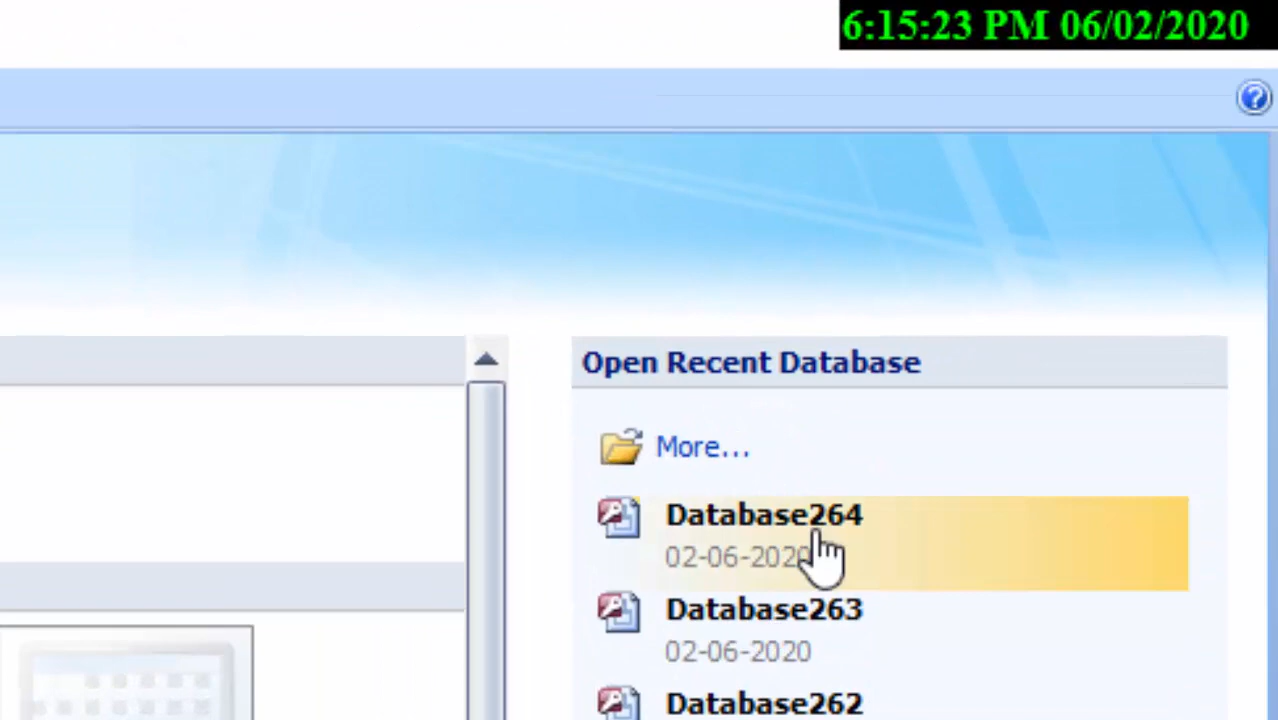 6:15:23 PM 06/02/2020
Open Recent Database
More...
Database264
02-06-2020
Database263
02-06-2020
Database262